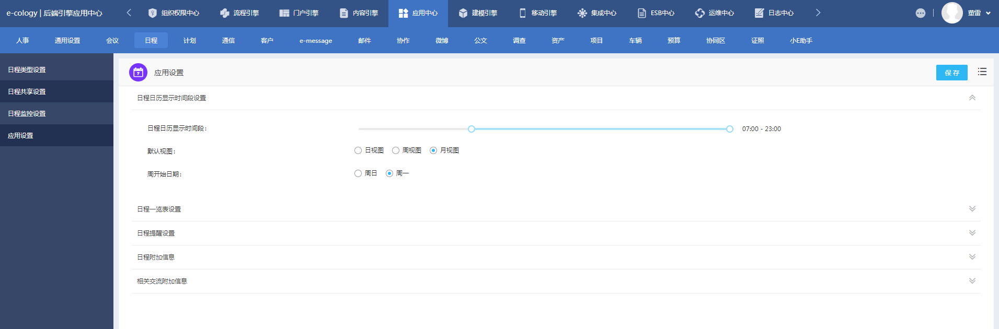 e-cology | 后端引擎应用中心 组织权限中心 流程引擎 门户引擎 内容引擎 应用中心 建模引擎 移动引擎 集成中心 ESB中心 运维中心 日志中心 董雷
人事 通用设置 会议 日程 计划 通信 客户 e-message 邮件 协作 微博 公文 调查 资产 项目 车辆 预算 协同区 证照 小E助手
日程类型设置
日程共享设置
日程监控设置
应用设置
7 应用设置 保存
日程日历显示时间段设置
日程日历显示时间段: 07:00 - 23:00
默认视图: 日视图 周视图 月视图
周开始日期: 周日 周一
日程一览表设置
日程提醒设置
日程附加信息
相关交流附加信息